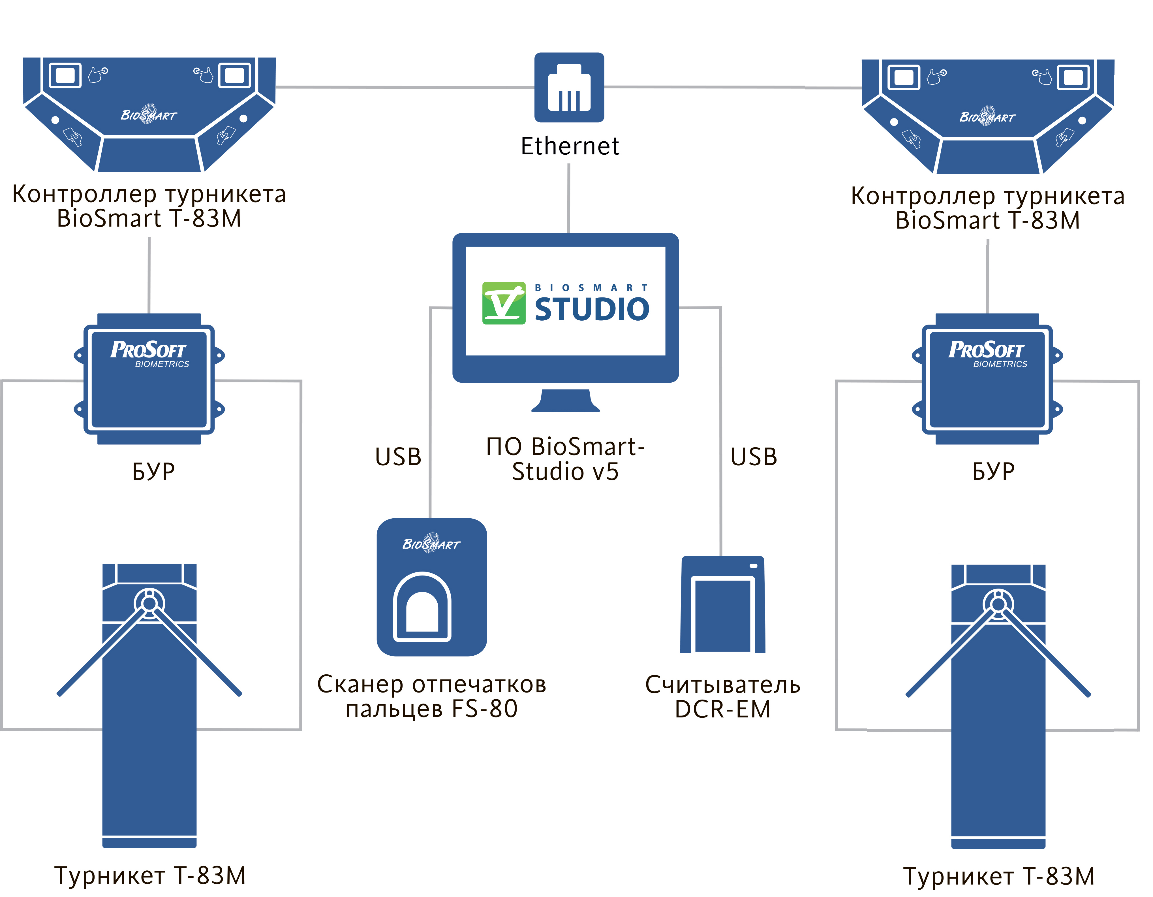 BIOSMART
BIOSMART
Ethernet
Контроллер турникета
BioSmart T-83M
Контроллер турникета
BioSmart T-83M
BIOSMART
V STUDIO
PROSOFT
BIOMETRICS
PROSOFT
BIOMETRICS
БУР
USB
ПО BioSmart-
Studio v5
USB
БУР
BIOSMART
Сканер отпечатков
пальцев FS-80
Считыватель
DCR-EM
Турникет Т-83М
Турникет Т-83М